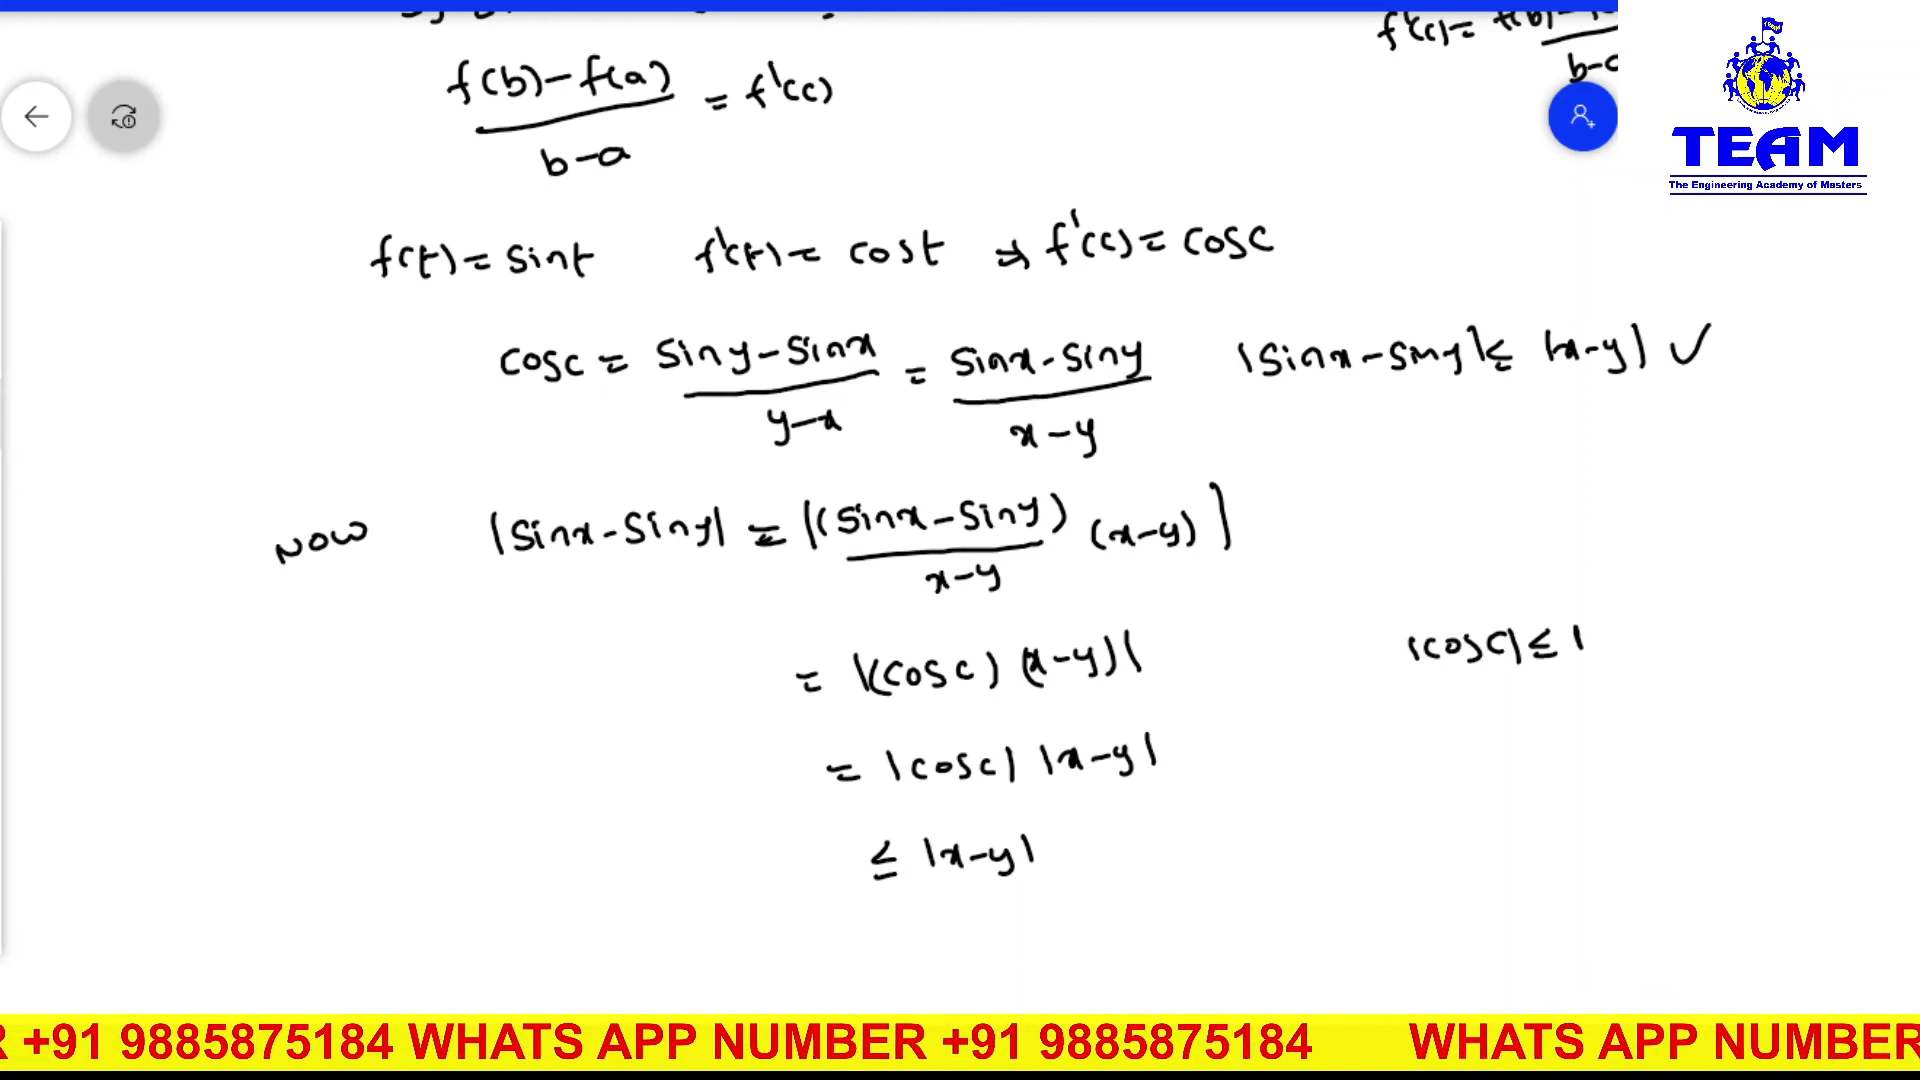 f(b)-f(a) / b-a = f'(c)
f'(c)=
TEAM
The Engineering Academy of Masters
f(t)= sint f'(t)= cost ⇒ f'(c)= cosc
cosc = siny-sinx / y-x = sinx-siny / x-y |sinx-siny|≤ |x-y| ✓
NOW |sinx-siny| = |(sinx-siny) / x-y (x-y)|
= |(cosc) (x-y)| |cosc|≤1
= |cosc| |x-y|
≤ |x-y|
R +91 9885875184 WHATS APP NUMBER +91 9885875184 WHATS APP NUMBER